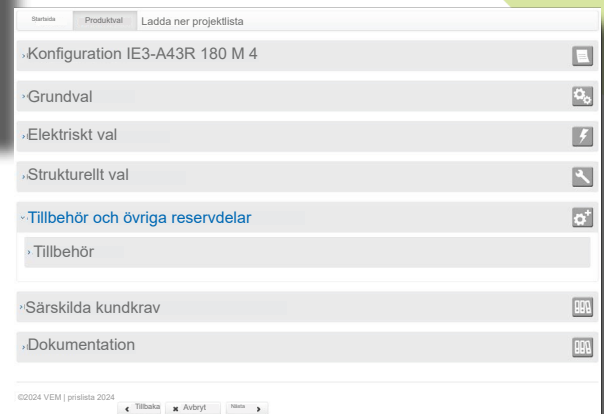 Startsida Produktval Ladda ner projektlista
Konfiguration IE3-A43R 180 M 4
Grundval
Elektriskt val
Strukturellt val
Tillbehör och övriga reservdelar
Tillbehör
Särskilda kundkrav
Dokumentation
©2024 VEM | prislista 2024
Tillbaka Avbryt Nästa